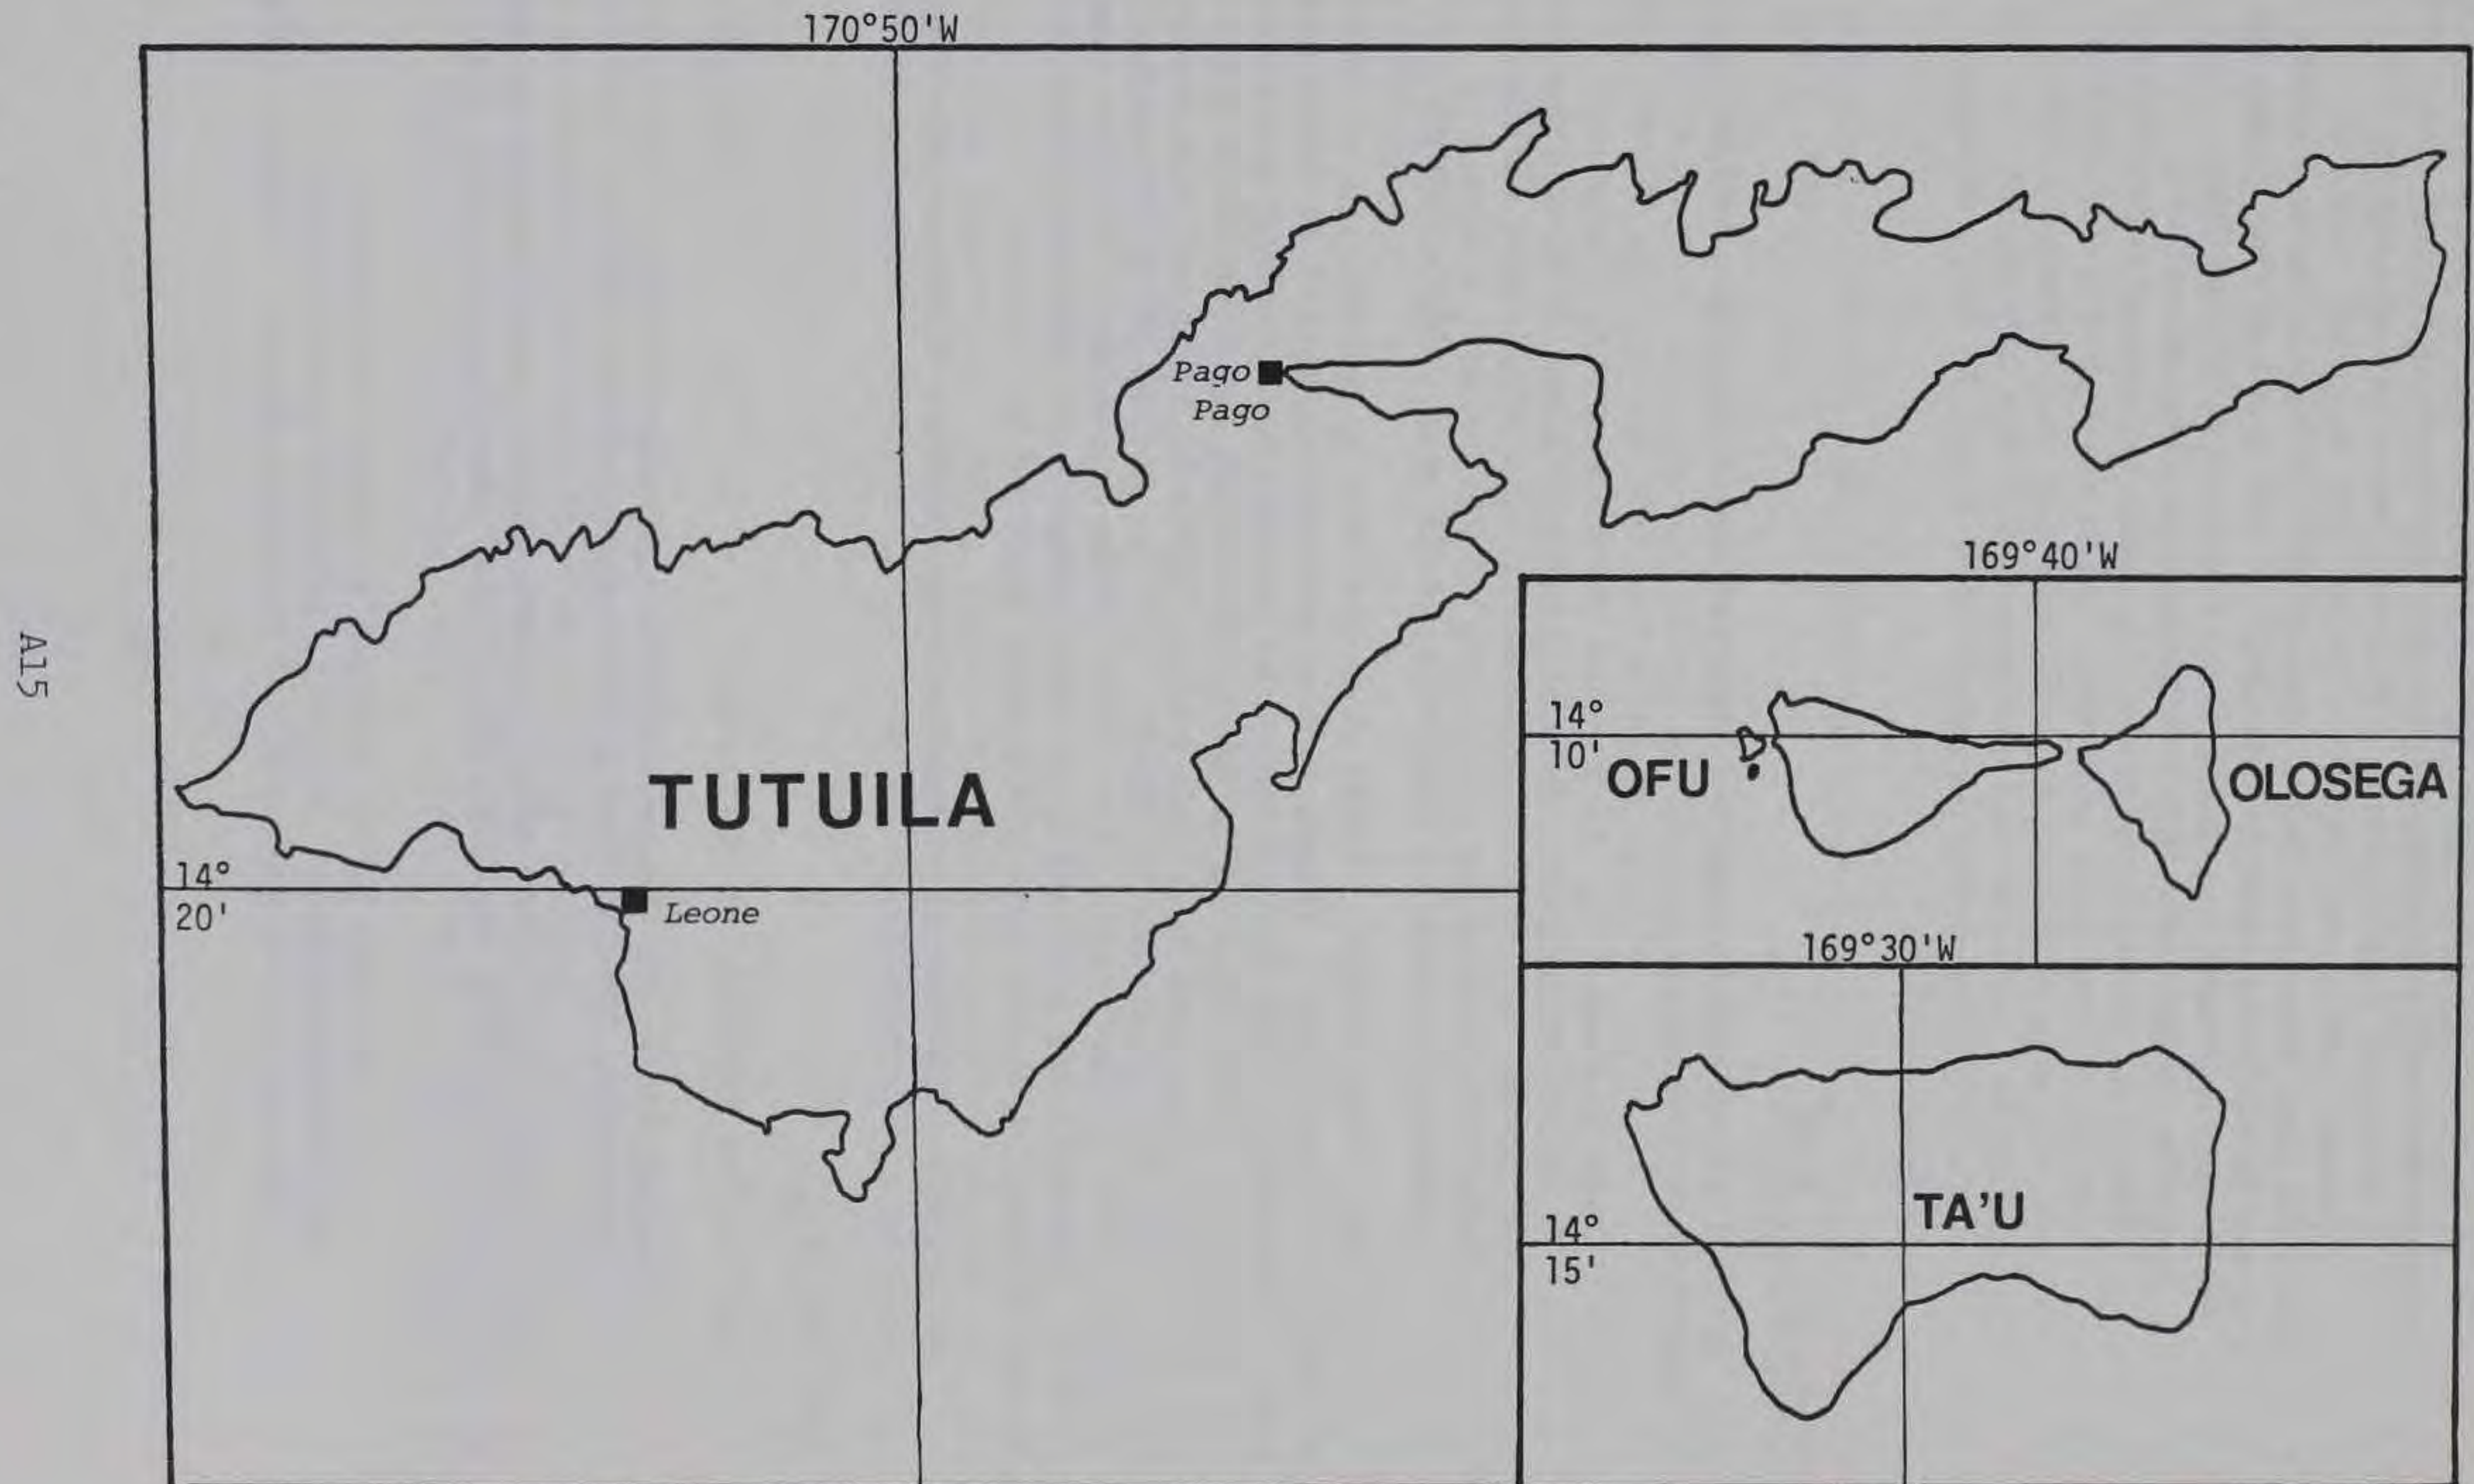 170°50'W
Pago
Pago
169°40'W
14°
10'
OFU
OLOSEGA
A15
TUTUILA
14°
20'
Leone
169°30'W
TA'U
14°
15'